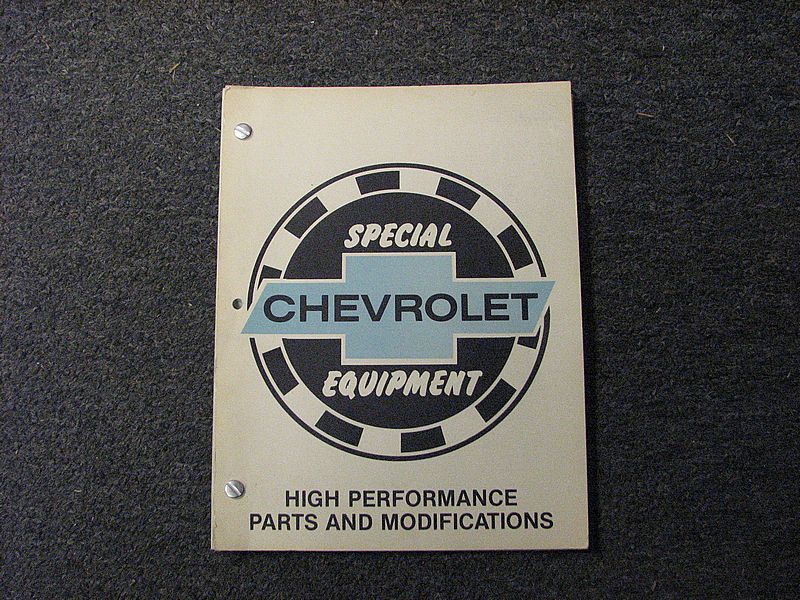 SPECIAL
CHEVROLET
EQUIPMENT
HIGH PERFORMANCE
PARTS AND MODIFICATIONS